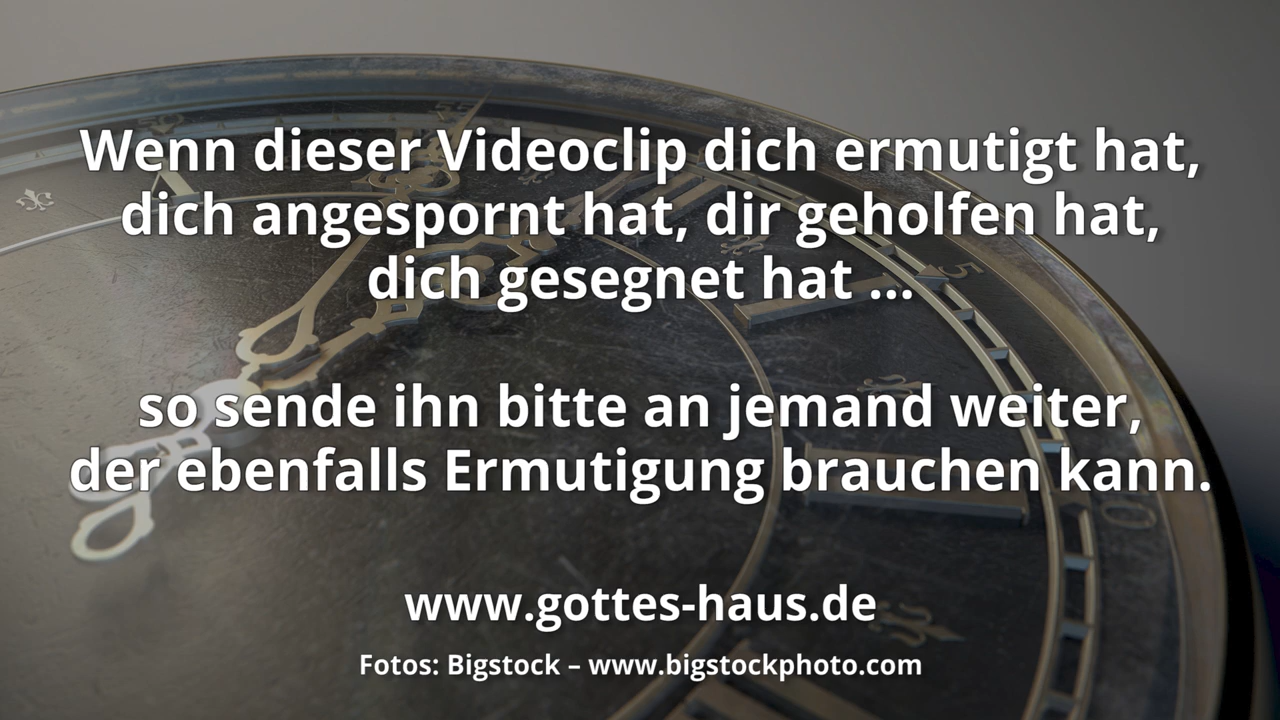 Wenn dieser Videoclip dich ermutigt hat,
dich angespornt hat, dir geholfen hat,
dich gesegnet hat ...
so sende ihn bitte an jemand weiter,
der ebenfalls Ermutigung brauchen kann.
www.gottes-haus.de
Fotos: Bigstock – www.bigstockphoto.com